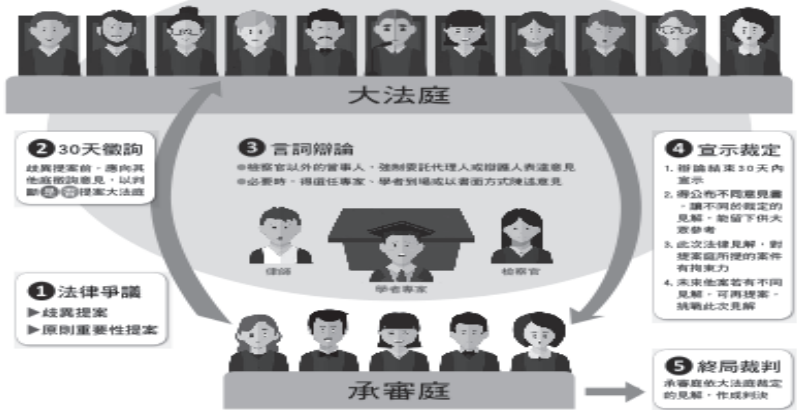 大法庭
2 30天徵詢
歧異提案前，應向其
他庭徵詢意見，以判
斷是否提案大法庭
3 言詞辯論
檢察官以外的當事人，強制委託代理人或辯護人表達意見
必要時，得選任專家、學者到場或以書面方式陳述意見
4 宣示裁定
1. 辯論結束30天內
宣示
2. 得公布不同意見書
，讓不同於裁定的
見解，能留下供大
眾參考
3. 此次法律見解，對
提案庭所提的案件
有拘束力
4. 未來他案若有不同
見解，可再提案，
挑戰此次見解
律師
學者專家
檢察官
1 法律爭議
▶歧異提案
▶原則重要性提案
承審庭
5 終局裁判
承審庭依大法庭裁定
的見解，作成判決